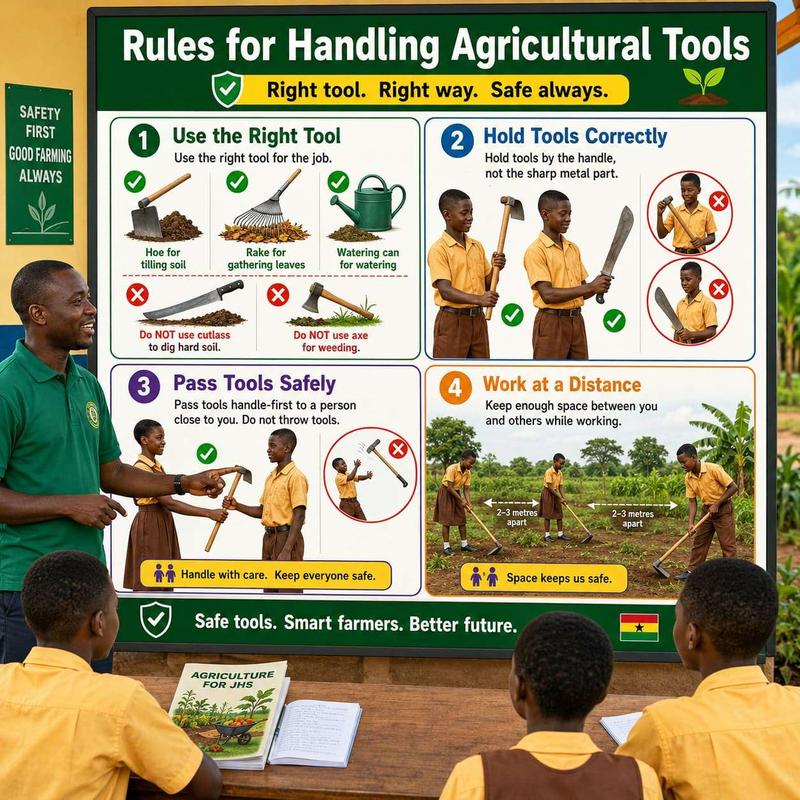 Rules for Handling Agricultural Tools
Right tool. Right way. Safe always.
SAFETY
FIRST
GOOD FARMING
ALWAYS
1 Use the Right Tool
Use the right tool for the job.
Hoe for
tilling soil
Rake for
gathering leaves
Watering can
for watering
Do NOT use cutlass
to dig hard soil.
Do NOT use axe
for weeding.
2 Hold Tools Correctly
Hold tools by the handle,
not the sharp metal part.
3 Pass Tools Safely
Pass tools handle-first to a person
close to you. Do not throw tools.
Handle with care. Keep everyone safe.
4 Work at a Distance
Keep enough space between you
and others while working.
2-3 metres
apart
2-3 metres
apart
Space keeps us safe.
Safe tools. Smart farmers. Better future.
AGRICULTURE
FOR JHS